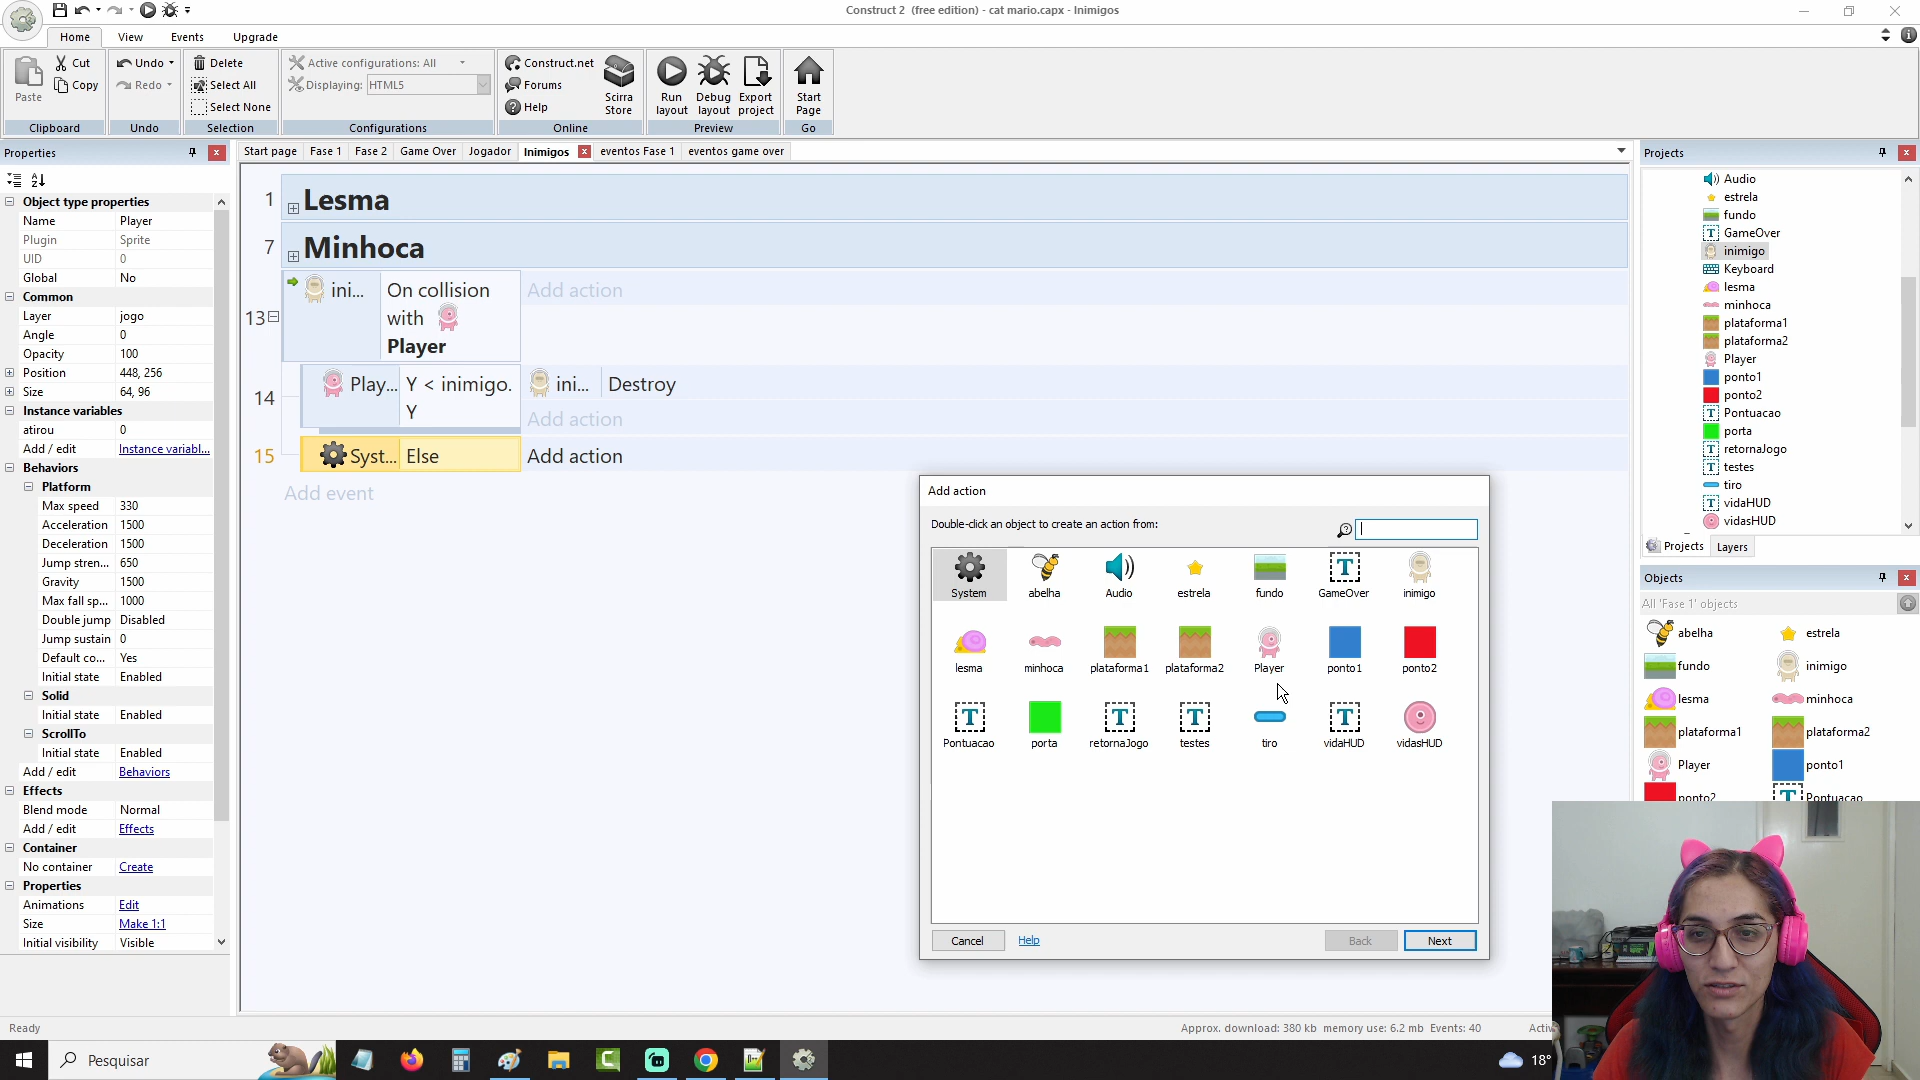 Construct 2 (free edition) - cat mario.capx - Inimigos
Home View Events Upgrade
Paste
Cut
Copy
Clipboard
Undo
Redo
Undo
Delete
Select All
Select None
Selection
Active configurations: All
Displaying: HTML5
Configurations
Construct.net
Forums
Help
Scirra
Store
Online
Run
layout
Debug
layout
Export
project
Preview
Start
Page
Go
Properties
Object type properties
Name Player
Plugin Sprite
UID 0
Global No
Common
Layer jogo
Angle 0
Opacity 100
Position 448, 256
Size 64, 96
Instance variables
atirou 0
Add / edit Instance variabl...
Behaviors
Platform
Max speed 330
Acceleration 1500
Deceleration 1500
Jump stren... 650
Gravity 1500
Max fall sp... 1000
Double jump Disabled
Jump sustain 0
Default co... Yes
Initial state Enabled
Solid
Initial state Enabled
ScrollTo
Initial state Enabled
Add / edit Behaviors
Effects
Blend mode Normal
Add / edit Effects
Container
No container Create
Properties
Animations Edit
Size Make 1:1
Initial visibility Visible
Start page Fase 1 Fase 2 Game Over Jogador Inimigos eventos Fase 1 eventos game over
1 Lesma
7 Minhoca
13 ini... On collision
with
Player
Add action
14 Play... Y < inimigo.
Y
ini... Destroy
Add action
15 Syst... Else Add action
Add event
Add action
Double-click an object to create an action from:
System abelha Audio estrela fundo GameOver inimigo
lesma minhoca plataforma1 plataforma2 Player ponto1 ponto2
Pontuacao porta retornaJogo testes tiro vidaHUD vidasHUD
Cancel Help Back Next
Projects
Audio
estrela
fundo
GameOver
inimigo
Keyboard
lesma
minhoca
plataforma1
plataforma2
Player
ponto1
ponto2
Pontuacao
porta
retornaJogo
testes
tiro
vidaHUD
vidasHUD
Projects Layers
Objects
All 'Fase 1' objects
abelha estrela
fundo inimigo
lesma minhoca
plataforma1 plataforma2
Player ponto1
ponto2 Pontuacao
Ready
Approx. download: 380 kb memory use: 6.2 mb Events: 40
Pesquisar
18°